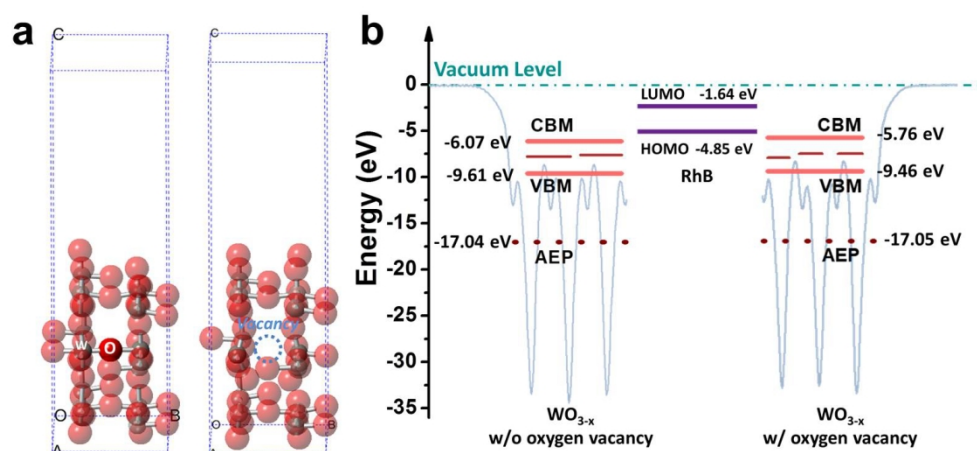 a
C
W
O
O
B
A
C
Vacancy
O
B
b
Energy (eV)
0
-5
-10
-15
-20
-25
-30
-35
Vacuum Level
-6.07 eV
CBM
-9.61 eV
VBM
-17.04 eV
AEP
WO3-x
w/o oxygen vacancy
LUMO -1.64 eV
HOMO -4.85 eV
RhB
CBM
-5.76 eV
VBM
-9.46 eV
AEP
-17.05 eV
WO3-x
w/ oxygen vacancy